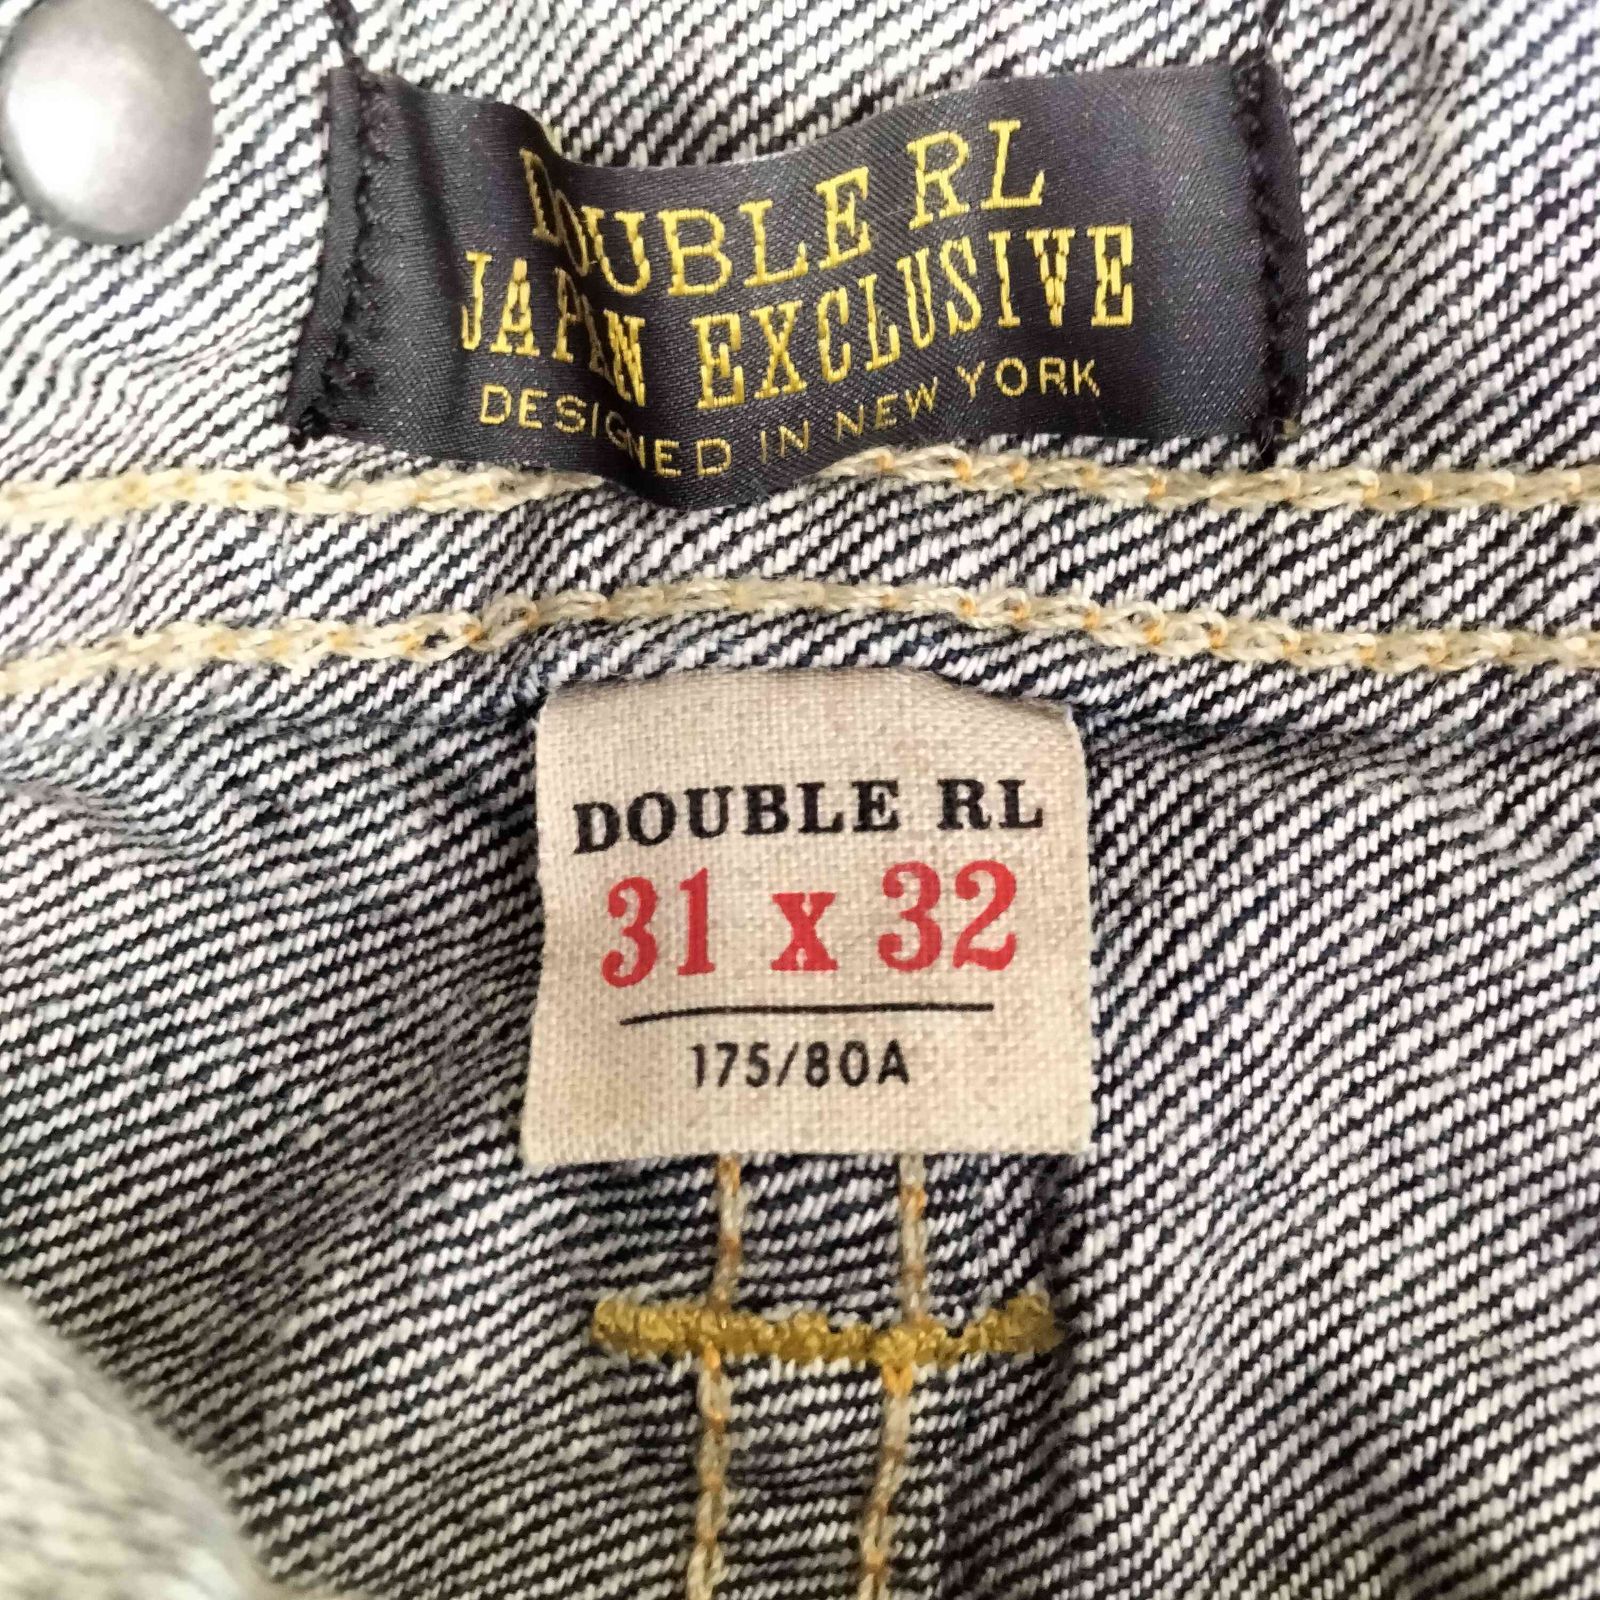 DOUBLE RL
JAPAN EXCLUSIVE
DESIGNED IN NEW YORK
DOUBLE RL
31 x 32
175/80A